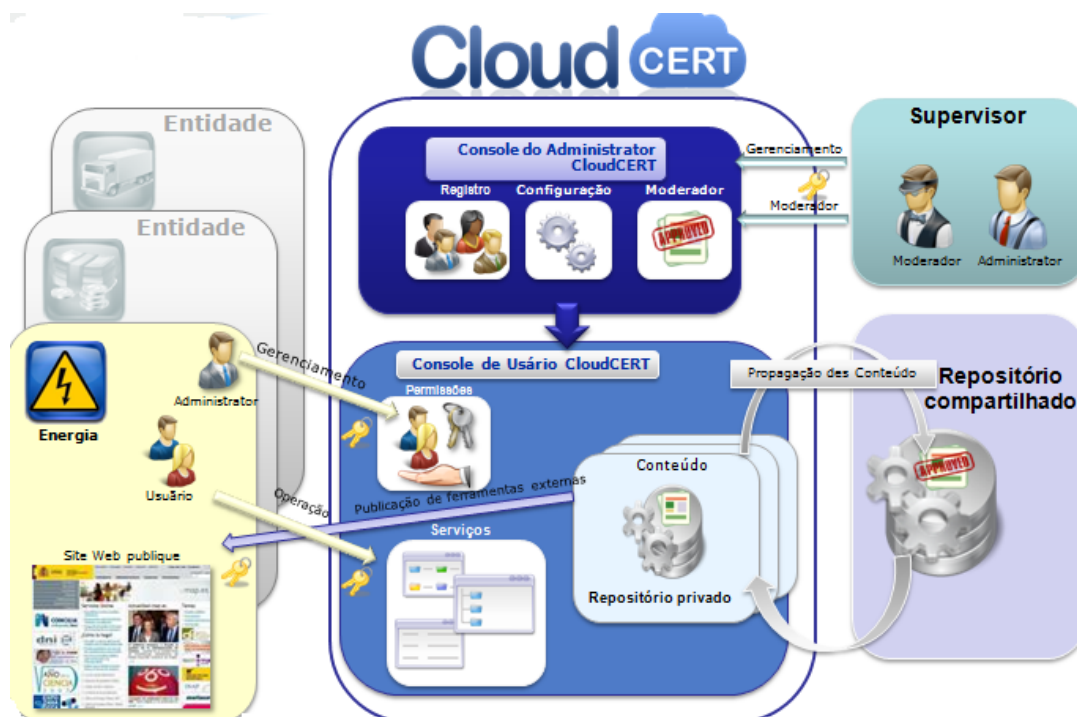 Cloud CERT
Entidade
Entidade
Energia
Administrator
Usuário
Site Web publique
Gerenciamento
Operação
Publicação de ferramentas externas
Console do Administrator
CloudCERT
Registro
Configuração
Moderador
APPROVED
Console de Usário CloudCERT
Permissões
Serviços
Conteúdo
Repositório privado
Gerenciamento
Moderador
Supervisor
Moderador
Administrator
Propagação des Conteúdo
Repositório
compartilhado
APPROVED